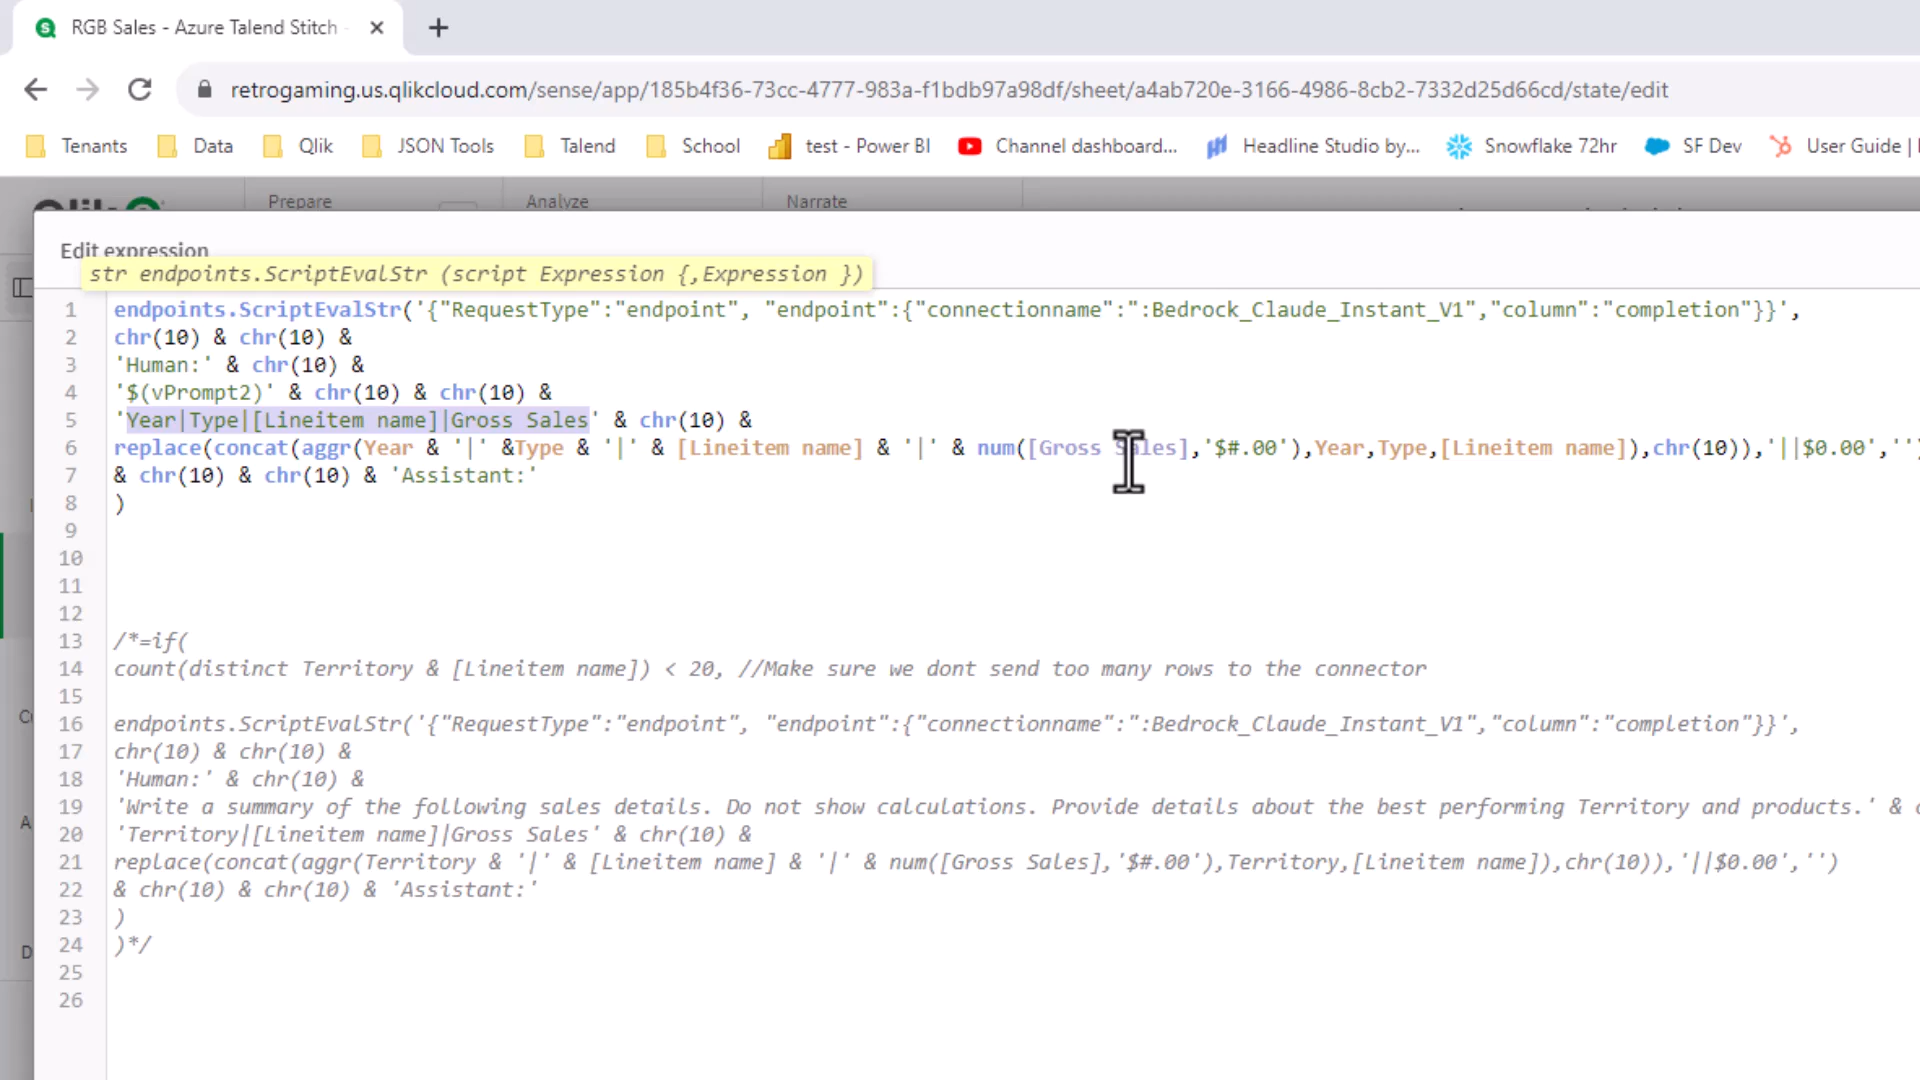 RGB Sales - Azure Talend Stitch -
retrogaming.us.qlikcloud.com/sense/app/185b4f36-73cc-4777-983a-f1bdb97a98df/sheet/a4ab720e-3166-4986-8cb2-7332d25d66cd/state/edit
Tenants Data Qlik JSON Tools Talend School test - Power BI Channel dashboard... Headline Studio by... Snowflake 72hr SF Dev User Guide |
Prepare Analyze Narrate
Edit expression
str endpoints.ScriptEvalStr (script Expression {,Expression })
1 endpoints.ScriptEvalStr('{"RequestType":"endpoint", "endpoint":{"connectionname":":Bedrock_Claude_Instant_V1","column":"completion"}}',
2 chr(10) & chr(10) &
3 'Human:' & chr(10) &
4 '$(vPrompt2)' & chr(10) & chr(10) &
5 'Year|Type|[Lineitem name]|Gross Sales' & chr(10) &
6 replace(concat(aggr(Year & '|' &Type & '|' & [Lineitem name] & '|' & num([Gross Sales],'$#.00'),Year,Type,[Lineitem name]),chr(10)),'||$0.00','')
7 & chr(10) & chr(10) & 'Assistant:'
8 )
9
10
11
12
13 /*=if(
14 count(distinct Territory & [Lineitem name]) < 20, //Make sure we dont send too many rows to the connector
15
16 endpoints.ScriptEvalStr('{"RequestType":"endpoint", "endpoint":{"connectionname":":Bedrock_Claude_Instant_V1","column":"completion"}}',
17 chr(10) & chr(10) &
18 'Human:' & chr(10) &
19 'Write a summary of the following sales details. Do not show calculations. Provide details about the best performing Territory and products.' &
20 'Territory|[Lineitem name]|Gross Sales' & chr(10) &
21 replace(concat(aggr(Territory & '|' & [Lineitem name] & '|' & num([Gross Sales],'$#.00'),Territory,[Lineitem name]),chr(10)),'||$0.00','')
22 & chr(10) & chr(10) & 'Assistant:'
23 )
24 )*/
25
26